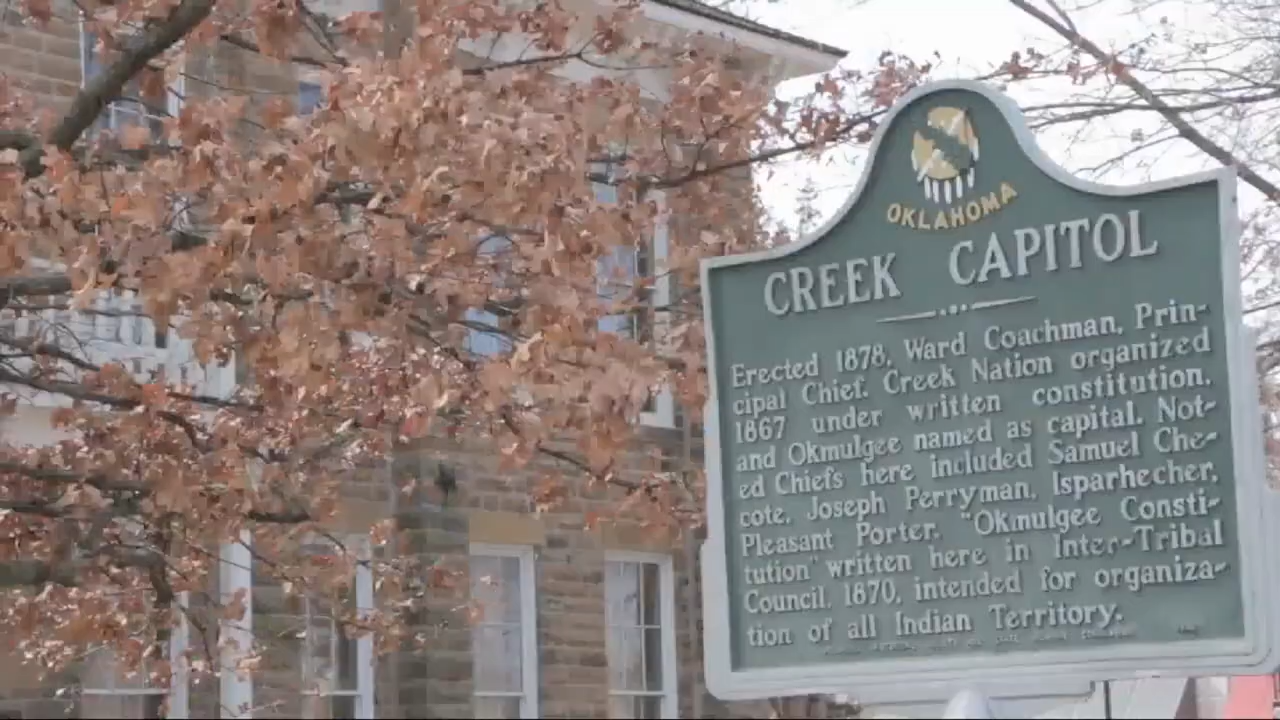 OKLAHOMA
CREEK CAPITOL
Erected 1878, Ward Coachman, Prin-
cipal Chief. Creek Nation organized
1867 under written constitution,
and Okmulgee named as capital. Not-
ed Chiefs here included Samuel Che-
cote, Joseph Perryman, Isparhecher,
Pleasant Porter. "Okmulgee Consti-
tution" written here in Inter-Tribal
Council, 1870, intended for organiza-
tion of all Indian Territory.